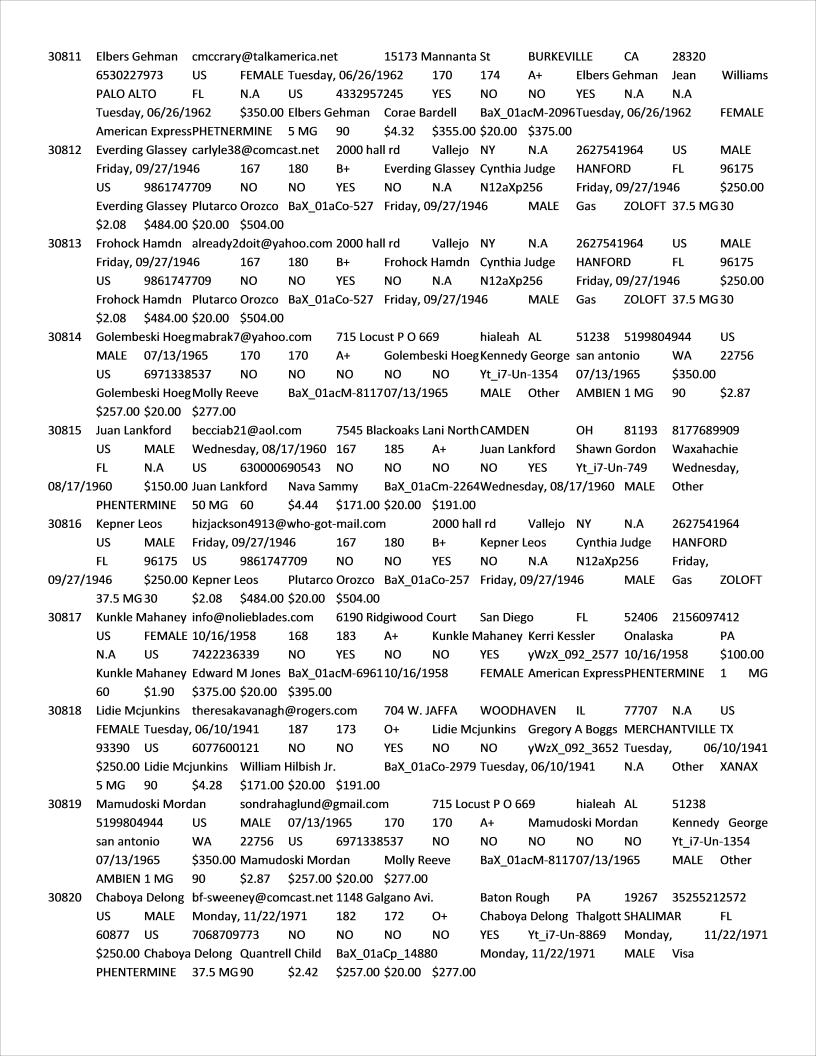 30811 Elbers Gehman cmccrary@talkamerica.net 15173 Mannanta St BURKEVILLE CA 28320
6530227973 US FEMALE Tuesday, 06/26/1962 170 174 A+ Elbers Gehman Jean Williams
PALO ALTO FL N.A US 4332957245 YES NO NO YES N.A N.A
Tuesday, 06/26/1962 $350.00 Elbers Gehman Corae Bardell BaX_01acM-2096 Tuesday, 06/26/1962 FEMALE
American Express PHETNERMINE 5 MG 90 $4.32 $355.00 $20.00 $375.00
30812 Everding Glassey carlyle38@comcast.net 2000 hall rd Vallejo NY N.A 2627541964 US MALE
Friday, 09/27/1946 167 180 B+ Everding Glassey Cynthia Judge HANFORD FL 96175
US 9861747709 NO NO YES NO N.A N12aXp256 Friday, 09/27/1946 $250.00
Everding Glassey Plutarco Orozco BaX_01aCo-527 Friday, 09/27/1946 MALE Gas ZOLOFT 37.5 MG 30
$2.08 $484.00 $20.00 $504.00
30813 Frohock Hamdn already2doit@yahoo.com 2000 hall rd Vallejo NY N.A 2627541964 US MALE
Friday, 09/27/1946 167 180 B+ Frohock Hamdn Cynthia Judge HANFORD FL 96175
US 9861747709 NO NO YES NO N.A N12aXp256 Friday, 09/27/1946 $250.00
Frohock Hamdn Plutarco Orozco BaX_01aCo-527 Friday, 09/27/1946 MALE Gas ZOLOFT 37.5 MG 30
$2.08 $484.00 $20.00 $504.00
30814 Golembeski Hoeg mabrak7@yahoo.com 715 Locust P O 669 hialeah AL 51238 5199804944 US
MALE 07/13/1965 170 170 A+ Golembeski Hoeg Kennedy George san antonio WA 22756
US 6971338537 NO NO NO NO NO Yt_i7-Un-1354 07/13/1965 $350.00
Golembeski Hoeg Molly Reeve BaX_01acM-8117 07/13/1965 MALE Other AMBIEN 1 MG 90 $2.87
$257.00 $20.00 $277.00
30815 Juan Lankford becciab21@aol.com 7545 Blackoaks Lani North CAMDEN OH 81193 8177689909
US MALE Wednesday, 08/17/1960 167 185 A+ Juan Lankford Shawn Gordon Waxahachie
FL N.A US 630000690543 NO NO NO NO YES Yt_i7-Un-749 Wednesday,
08/17/1960 $150.00 Juan Lankford Nava Sammy BaX_01aCm-2264 Wednesday, 08/17/1960 MALE Other
PHENTERMINE 50 MG 60 $4.44 $171.00 $20.00 $191.00
30816 Kepner Leos hizjackson4913@who-got-mail.com 2000 hall rd Vallejo NY N.A 2627541964
US MALE Friday, 09/27/1946 167 180 B+ Kepner Leos Cynthia Judge HANFORD
FL 96175 US 9861747709 NO NO YES NO N.A N12aXp256 Friday,
09/27/1946 $250.00 Kepner Leos Plutarco Orozco BaX_01aCo-257 Friday, 09/27/1946 MALE Gas ZOLOFT
37.5 MG 30 $2.08 $484.00 $20.00 $504.00
30817 Kunkle Mahaney info@nolieblades.com 6190 Ridgiwood Court San Diego FL 52406 2156097412
US FEMALE 10/16/1958 168 183 A+ Kunkle Mahaney Kerri Kessler Onalaska PA
N.A US 7422236339 NO YES NO NO YES yWzX_092_2577 10/16/1958 $100.00
Kunkle Mahaney Edward M Jones BaX_01acM-6961 10/16/1958 FEMALE American Express PHENTERMINE 1 MG
60 $1.90 $375.00 $20.00 $395.00
30818 Lidie Mcjunkins theresakavanagh@rogers.com 704 W. JAFFA WOODHAVEN IL 77707 N.A US
FEMALE Tuesday, 06/10/1941 187 173 O+ Lidie Mcjunkins Gregory A Boggs MERCHANTVILLE TX
93390 US 6077600121 NO NO YES NO NO yWzX_092_3652 Tuesday, 06/10/1941
$250.00 Lidie Mcjunkins William Hilbish Jr. BaX_01aCo-2979 Tuesday, 06/10/1941 N.A Other XANAX
5 MG 90 $4.28 $171.00 $20.00 $191.00
30819 Mamudoski Mordan sondrahaglund@gmail.com 715 Locust P O 669 hialeah AL 51238
5199804944 US MALE 07/13/1965 170 170 A+ Mamudoski Mordan Kennedy George
san antonio WA 22756 US 6971338537 NO NO NO NO NO Yt_i7-Un-1354
07/13/1965 $350.00 Mamudoski Mordan Molly Reeve BaX_01acM-8117 07/13/1965 MALE Other
AMBIEN 1 MG 90 $2.87 $257.00 $20.00 $277.00
30820 Chaboya Delong bf-sweeney@comcast.net 1148 Galgano Avi. Baton Rough PA 19267 35255212572
US MALE Monday, 11/22/1971 182 172 O+ Chaboya Delong Thalgott SHALIMAR FL
60877 US 7068709773 NO NO NO NO YES Yt_i7-Un-8869 Monday, 11/22/1971
$250.00 Chaboya Delong Quantrell Child BaX_01aCp_14880 Monday, 11/22/1971 MALE Visa
PHENTERMINE 37.5 MG 90 $2.42 $257.00 $20.00 $277.00